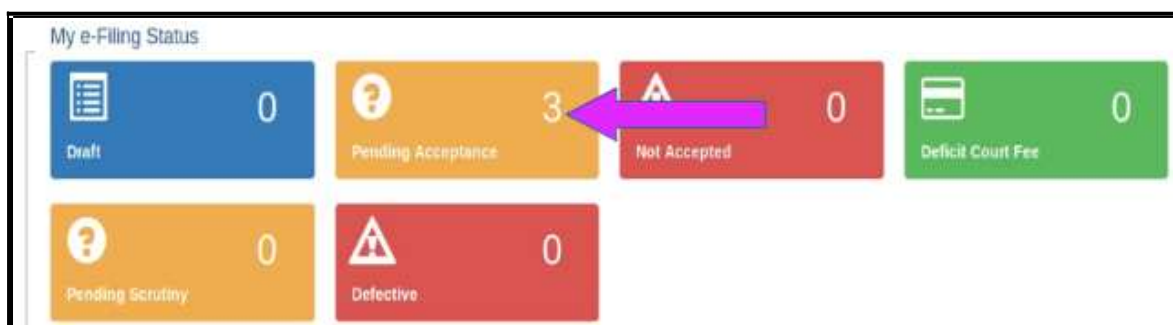 My e-Filing Status
0
Draft
3
Pending Acceptance
0
Not Accepted
0
Deficit Court Fee
0
Pending Scrutiny
0
Defective